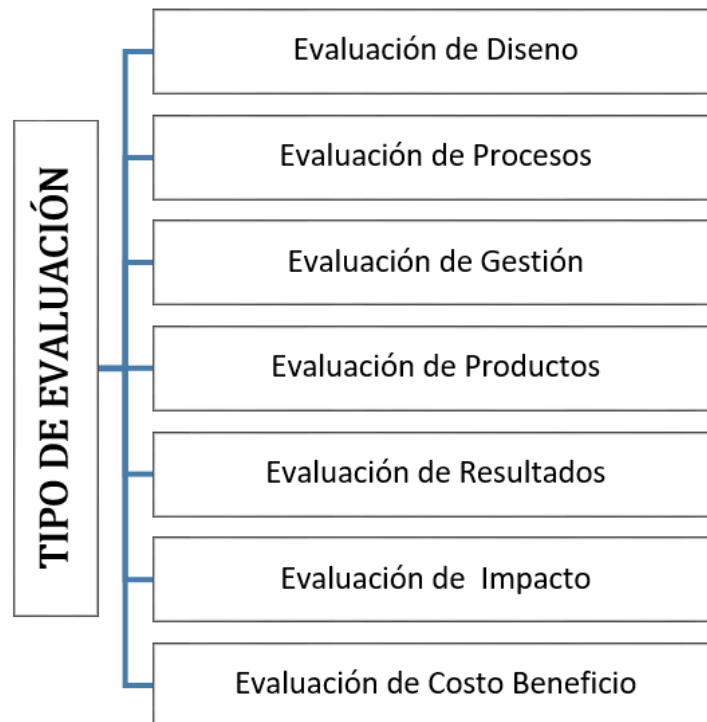 TIPO DE EVALUACIÓN
Evaluación de Diseno
Evaluación de Procesos
Evaluación de Gestión
Evaluación de Productos
Evaluación de Resultados
Evaluación de  Impacto
Evaluación de Costo Beneficio